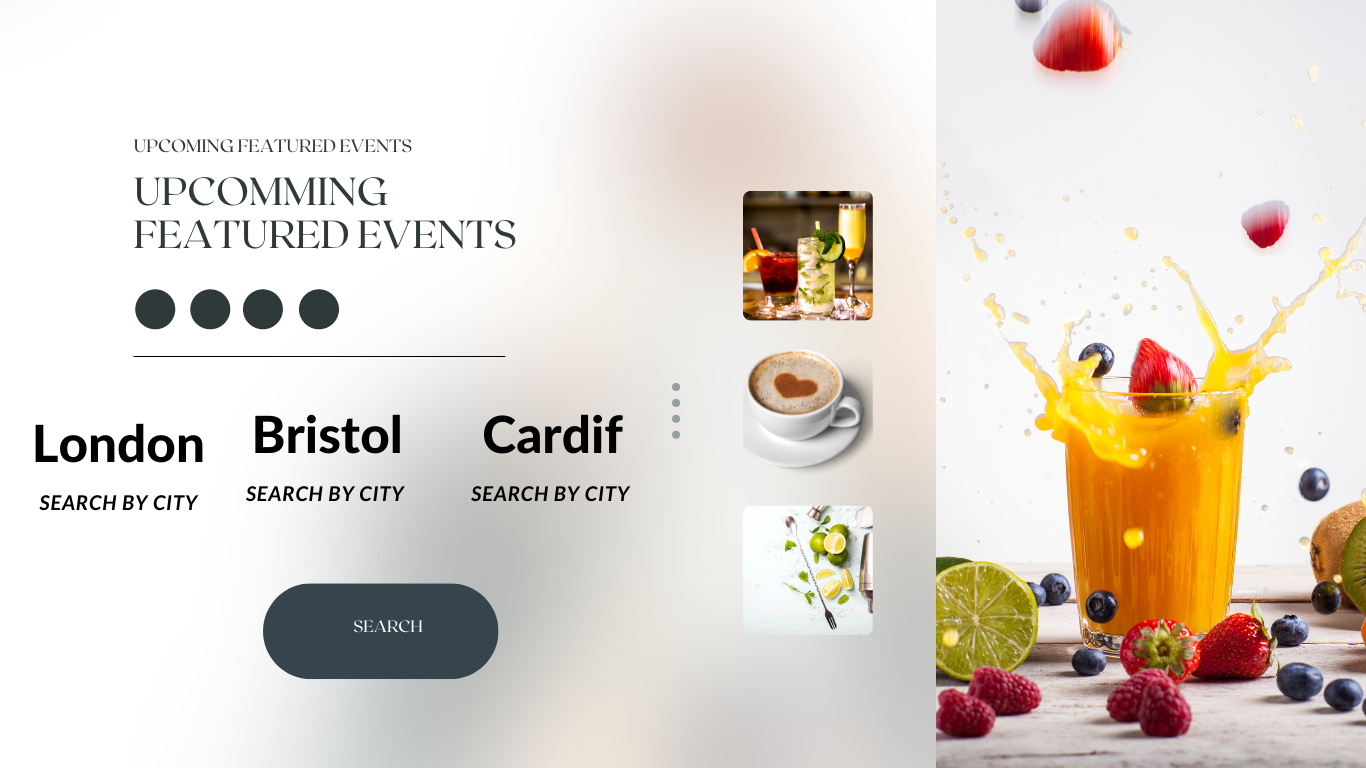 UPCOMING FEATURED EVENTS
UPCOMMING
FEATURED EVENTS
London
SEARCH BY CITY
Bristol
SEARCH BY CITY
Cardif
SEARCH BY CITY
SEARCH